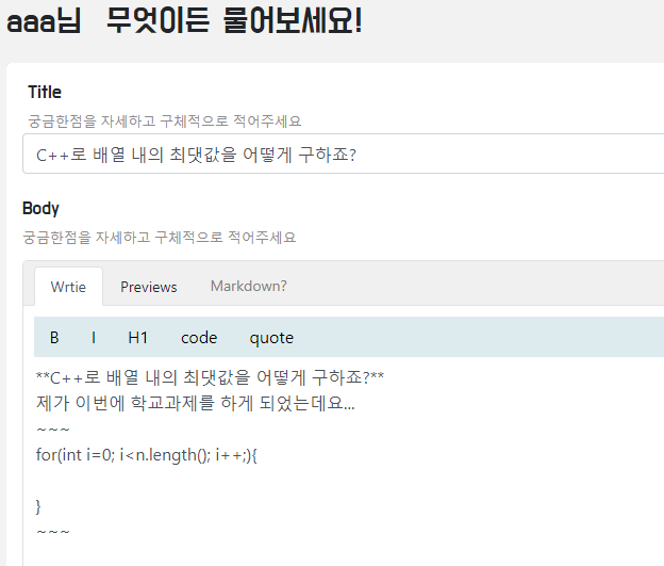 aaa님 무엇이든 물어보세요!
Title
궁금한점을 자세하고 구체적으로 적어주세요
C++로 배열 내의 최댓값을 어떻게 구하죠?
Body
궁금한점을 자세하고 구체적으로 적어주세요
Wrtie Previews Markdown?
B I H1 code quote
**C++로 배열 내의 최댓값을 어떻게 구하죠?**
제가 이번에 학교과제를 하게 되었는데요...
~~~
for(int i=0; i<n.length(); i++;){
}
~~~